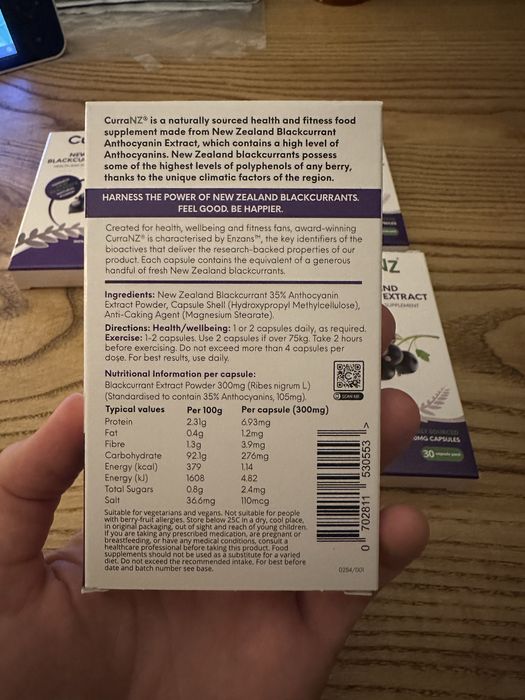 CurraNZ® is a naturally sourced health and fitness food
supplement made from New Zealand Blackcurrant
Anthocyanin Extract, which contains a high level of
Anthocyanins. New Zealand blackcurrants possess
some of the highest levels of polyphenols of any berry,
thanks to the unique climatic factors of the region.
HARNESS THE POWER OF NEW ZEALAND BLACKCURRANTS.
FEEL GOOD. BE HAPPIER.
Created for health, wellbeing and fitness fans, award-winning
CurraNZ® is characterised by Enzans™, the key identifiers of the
bioactives that deliver the research-backed properties of our
product. Each capsule contains the equivalent of a generous
handful of fresh New Zealand blackcurrants.
Ingredients: New Zealand Blackcurrant 35% Anthocyanin
Extract Powder, Capsule Shell (Hydroxypropyl Methylcellulose),
Anti-Caking Agent (Magnesium Stearate).
Directions: Health/wellbeing: 1 or 2 capsules daily, as required.
Exercise: 1-2 capsules. Use 2 capsules if over 75kg. Take 2 hours
before exercising. Do not exceed more than 4 capsules per
dose. For best results, use daily.
Nutritional Information per capsule:
Blackcurrant Extract Powder 300mg (Ribes nigrum L)
(Standardised to contain 35% Anthocyanins, 105mg).
SCAN ME
Typical values Per 100g Per capsule (300mg)
Protein 2.31g 6.93mg
Fat 0.4g 1.2mg
Fibre 1.3g 3.9mg
Carbohydrate 92.1g 276mg
Energy (kcal) 379 1.14
Energy (kJ) 1608 4.82
Total Sugars 0.8g 2.4mg
Salt 36.6mg 110mcg
Suitable for vegetarians and vegans. Not suitable for people
with berry-fruit allergies. Store below 25C in a dry, cool place,
in original packaging, out of sight and reach of young children.
If you are taking any prescribed medication, are pregnant or
breastfeeding, or have any medical conditions, consult a
healthcare professional before taking this product. Food
supplements should not be used as a substitute for a varied
diet. Do not exceed the recommended intake. For best before
date and batch number see base.
0 702811 530553 >
0254/001
NZ
ND
EXTRACT
SUPPLEMENT
0MG CAPSULES
30 capsule pack
Cu
NEW
BLACKCU